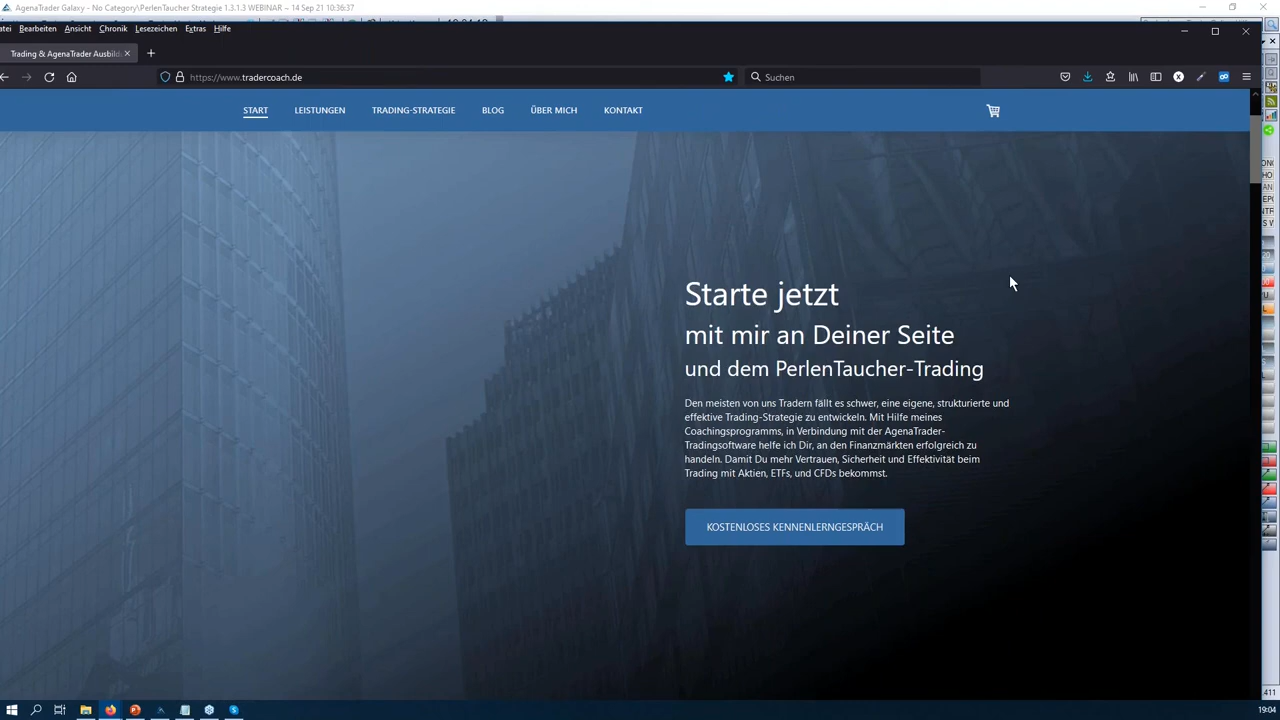 AgenaTrader Galaxy - No Category\PerlenTaucher Strategie 1.3.1.3 WEBINAR – 14 Sep 21 10:36:37
atei Bearbeiten Ansicht Chronik Lesezeichen Extras Hilfe
Trading & AgenaTrader Ausbild
https://www.tradercoach.de
Suchen
START LEISTUNGEN TRADING-STRATEGIE BLOG ÜBER MICH KONTAKT
Starte jetzt
mit mir an Deiner Seite
und dem PerlenTaucher-Trading
Den meisten von uns Tradern fällt es schwer, eine eigene, strukturierte und
effektive Trading-Strategie zu entwickeln. Mit Hilfe meines
Coachingsprogramms, in Verbindung mit der AgenaTrader-
Tradingsoftware helfe ich Dir, an den Finanzmärkten erfolgreich zu
handeln. Damit Du mehr Vertrauen, Sicherheit und Effektivität beim
Trading mit Aktien, ETFs, und CFDs bekommst.
KOSTENLOSES KENNENLERNGESPRÄCH
.411
19:04